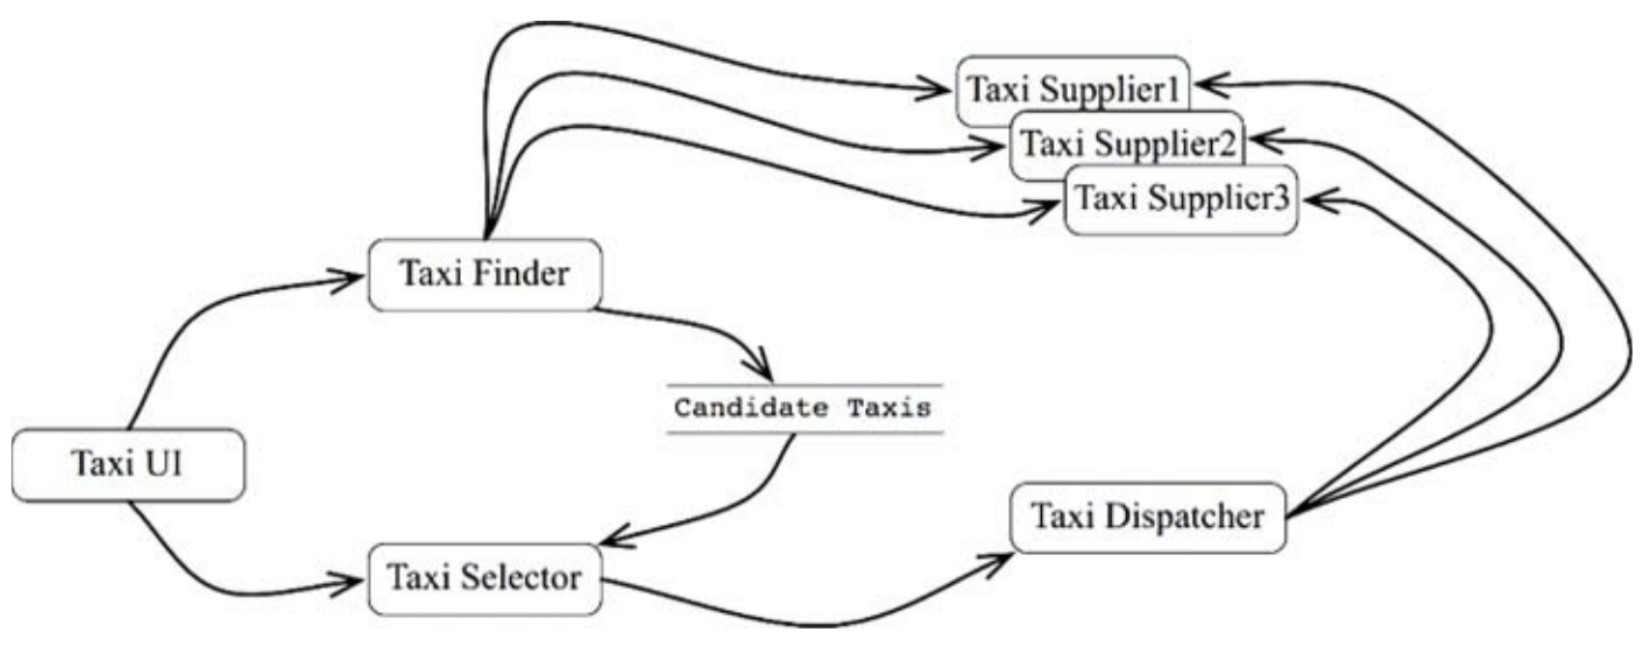 Taxi Supplier1
Taxi Supplier2
Taxi Supplier3
Taxi Finder
Candidate Taxis
Taxi UI
Taxi Dispatcher
Taxi Selector